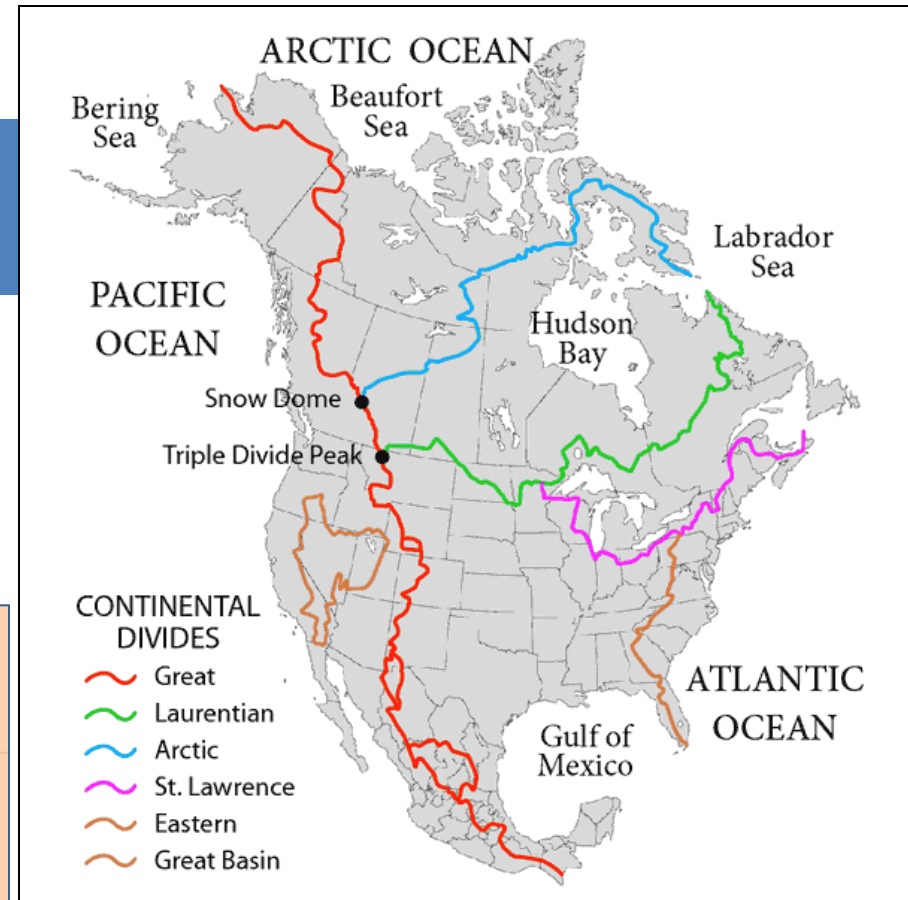 ARCTIC OCEAN
Bering
Sea
Beaufort
Sea
Labrador
Sea
PACIFIC
OCEAN
Hudson
Bay
Snow Dome
Triple Divide Peak
CONTINENTAL
DIVIDES
Great
Laurentian
Arctic
St. Lawrence
Eastern
Great Basin
ATLANTIC
OCEAN
Gulf of
Mexico